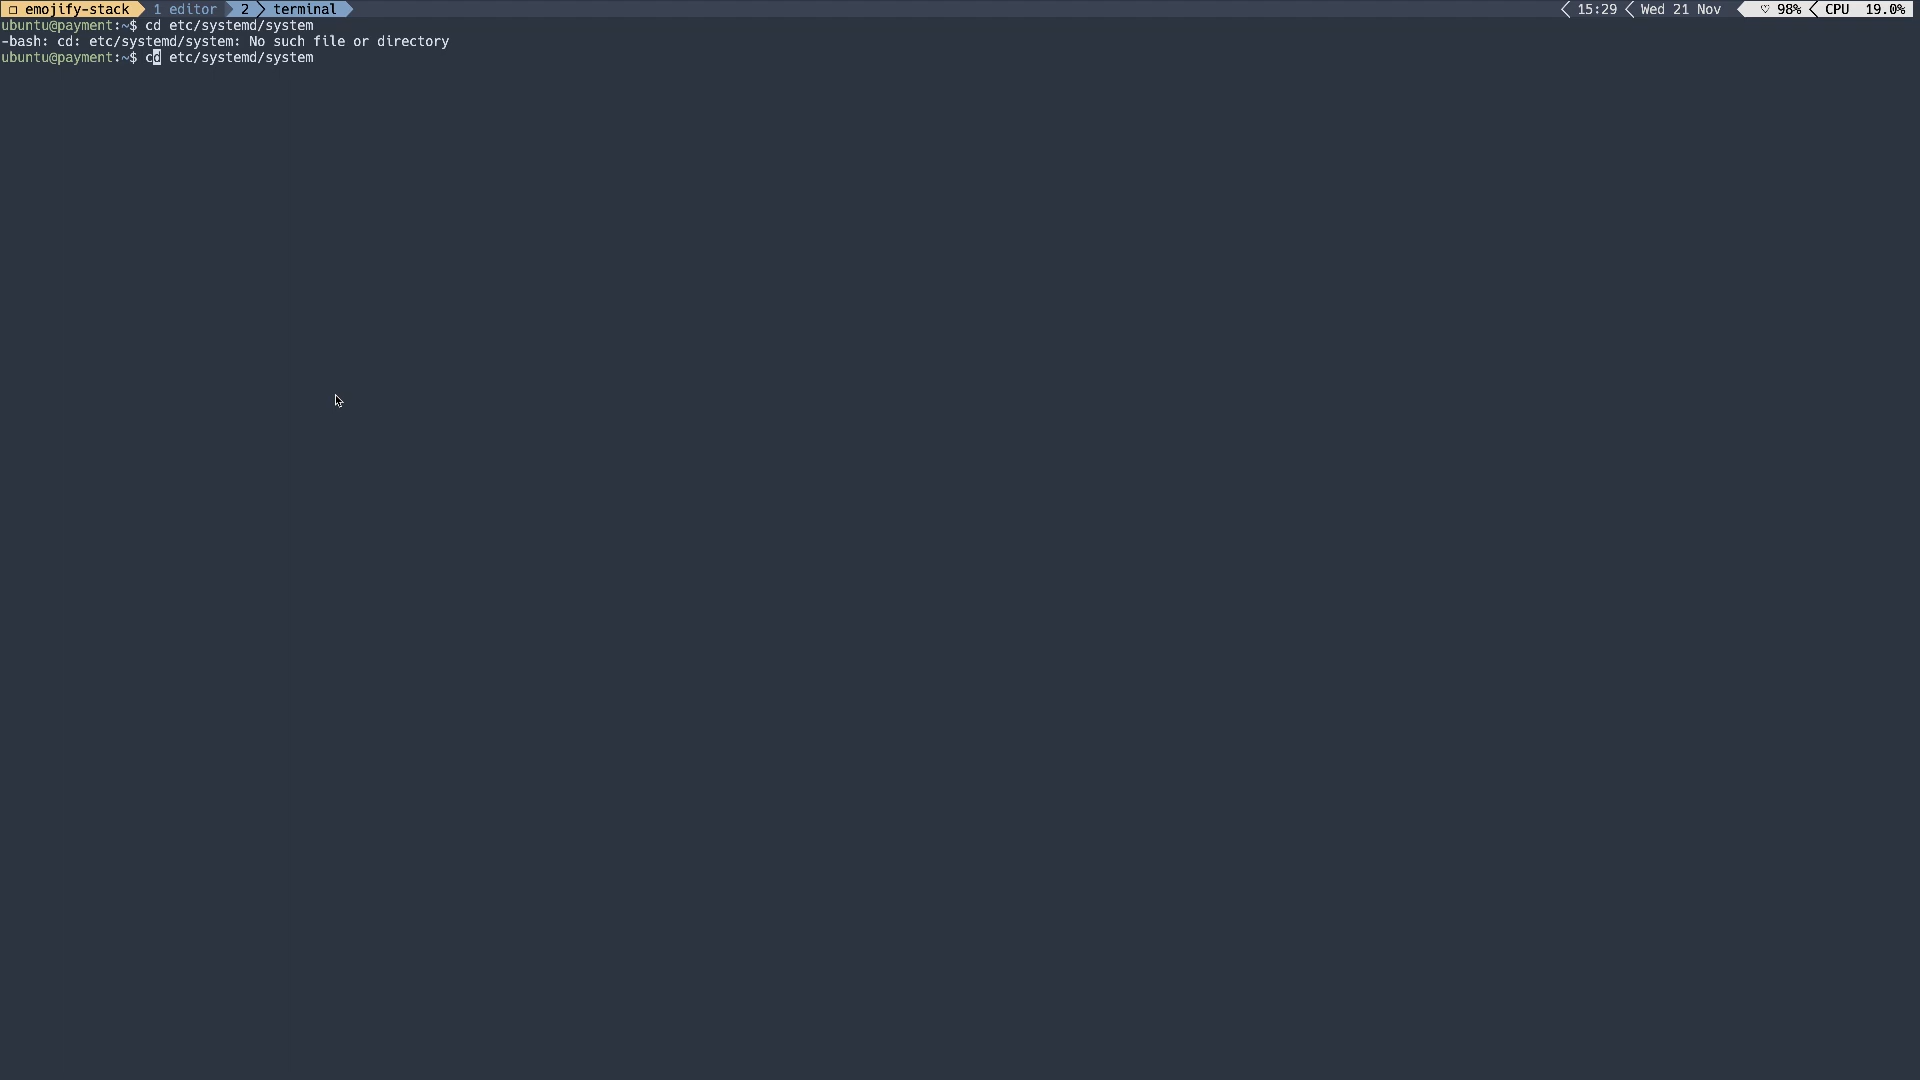 ❐ emojify-stack 1 editor 2 terminal 15:29 Wed 21 Nov ♡ 98% CPU 19.0%
ubuntu@payment:~$ cd etc/systemd/system
-bash: cd: etc/systemd/system: No such file or directory
ubuntu@payment:~$ cd etc/systemd/system